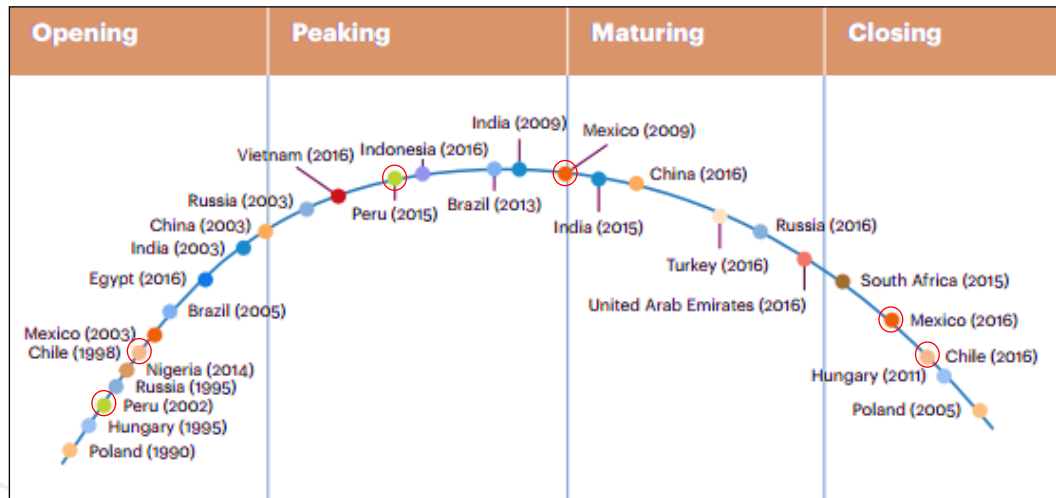 Opening
Peaking
Maturing
Closing
India (2009)
Mexico (2009)
Vietnam (2016)
Indonesia (2016)
China (2016)
Russia (2003)
Peru (2015)
Brazil (2013)
India (2015)
Russia (2016)
China (2003)
India (2003)
Turkey (2016)
Egypt (2016)
South Africa (2015)
United Arab Emirates (2016)
Brazil (2005)
Mexico (2016)
Mexico (2003)
Chile (1998)
Chile (2016)
Nigeria (2014)
Hungary (2011)
Russia (1995)
Peru (2002)
Poland (2005)
Hungary (1995)
Poland (1990)